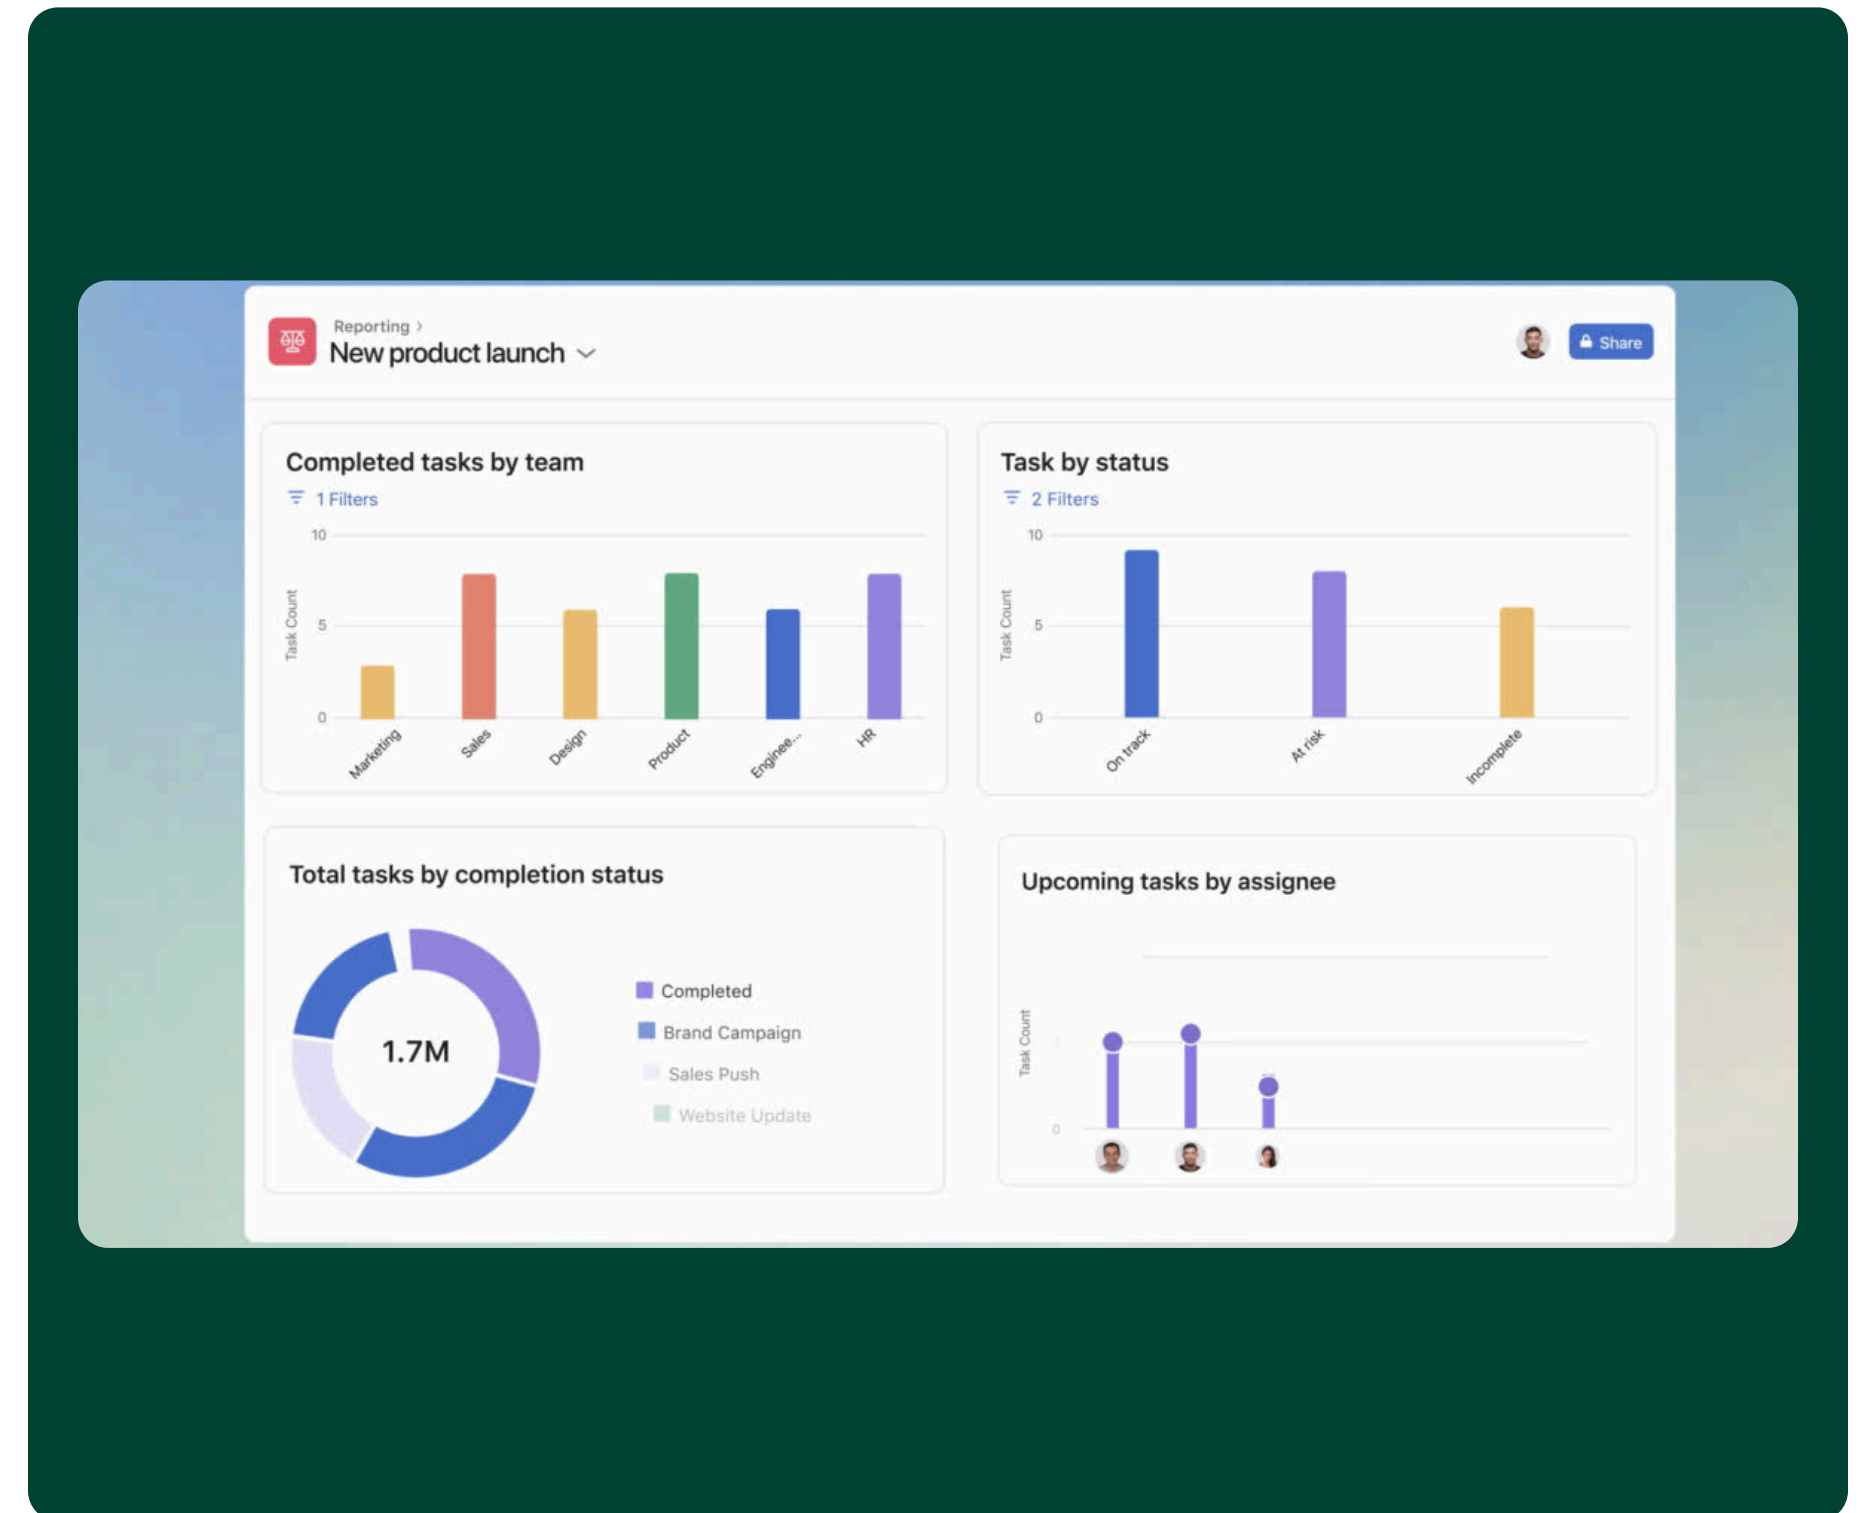 Reporting >
New product launch
Share
Completed tasks by team
1 Filters
10
Task Count
5
0
Marketing
Sales
Design
Product
Enginee...
HR
Task by status
2 Filters
10
Task Count
5
0
On track
At risk
Incomplete
Total tasks by completion status
1.7M
Completed
Brand Campaign
Sales Push
Website Update
Upcoming tasks by assignee
Task Count
0